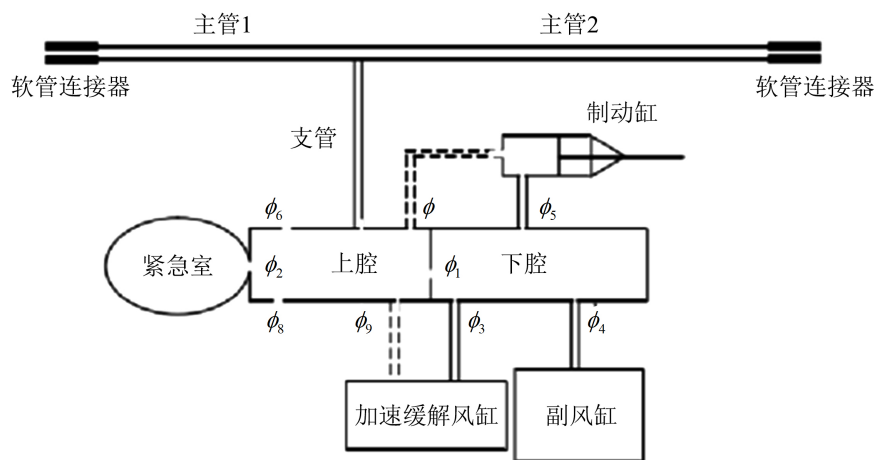 主管1
主管2
软管连接器
软管连接器
制动缸
支管
ϕ6
ϕ
ϕ5
紧急室
ϕ2
上腔
ϕ1
下腔
ϕ8
ϕ9
ϕ3
ϕ4
加速缓解风缸
副风缸